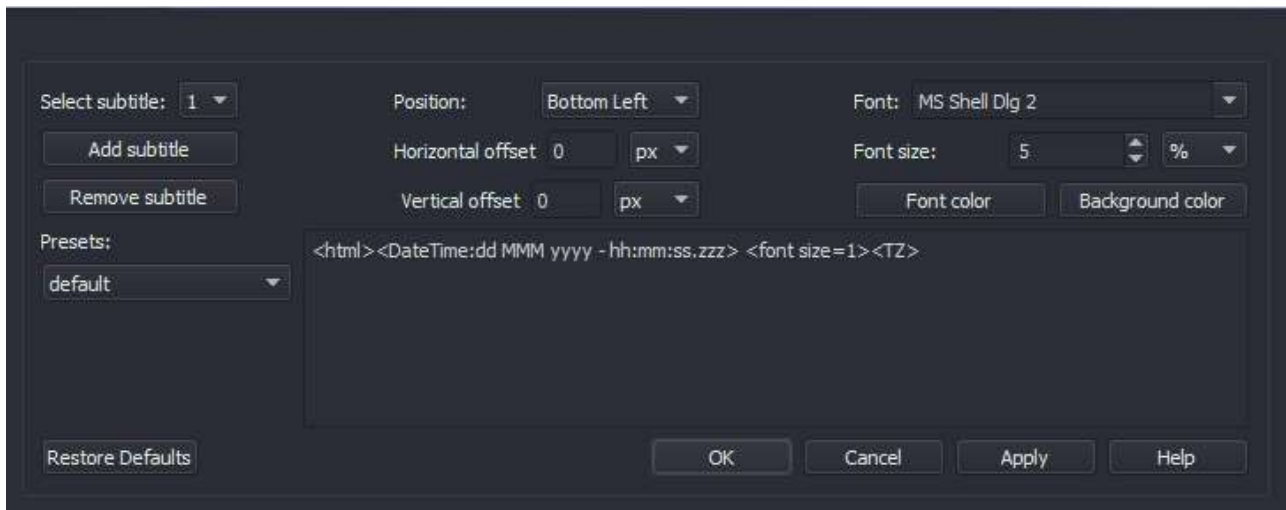 Select subtitle: 1 Position: Bottom Left Font: MS Shell Dlg 2
Add subtitle Horizontal offset 0 px Font size: 5 %
Remove subtitle Vertical offset 0 px Font color Background color
Presets:
<html><DateTime:dd MMM yyyy - hh:mm:ss.zzz> <font size=1><TZ>
default
Restore Defaults OK Cancel Apply Help